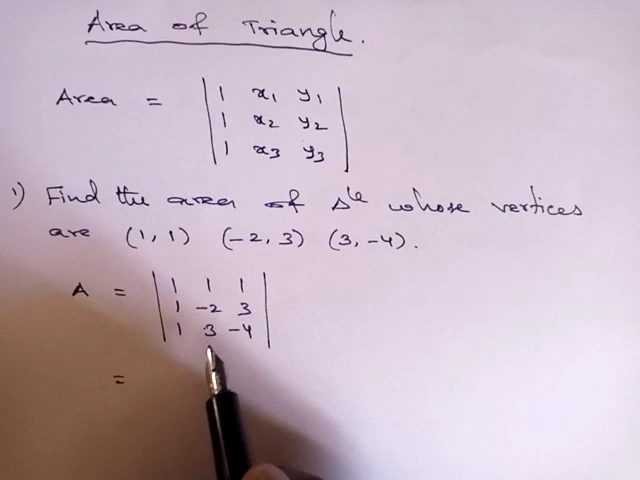 Area of Triangle.
Area = | 1 x₁ y₁ |
| 1 x₂ y₂ |
| 1 x₃ y₃ |
1) Find the area of Δle whose vertices
are (1, 1) (-2, 3) (3, -4).
A = | 1 1 1 |
| 1 -2 3 |
| 1 3 -4 |
=